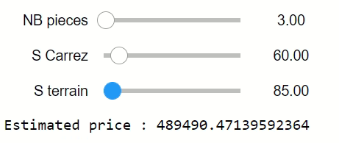 NB pieces 3.00
S Carrez 60.00
S terrain 85.00
Estimated price : 489490.47139592364